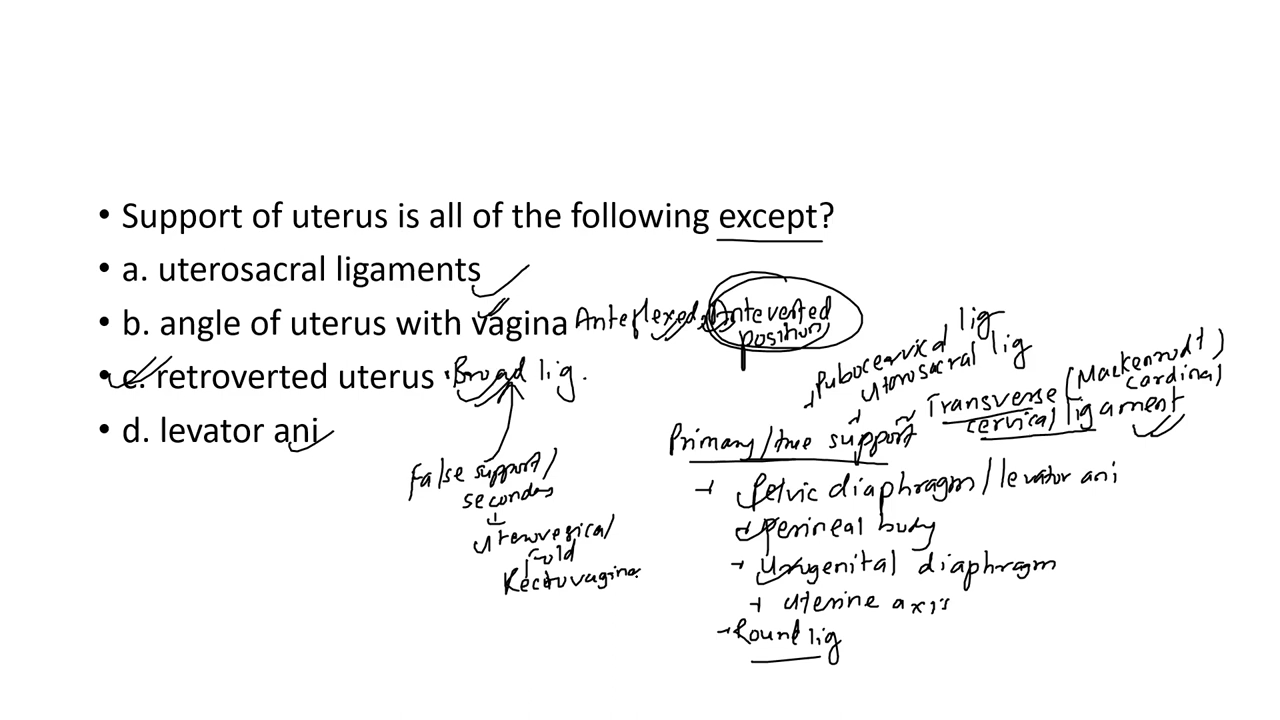 • Support of uterus is all of the following except?
• a. uterosacral ligaments
• b. angle of uterus with vagina Anteflexed, Anteverted
position
• c. retroverted uterus • Broad lig.
• d. levator ani
False support/
secondary
uterovesical/
fold
Rectovaginal
Pubocervical lig
uterosacral lig
Transverse (Mackenrodt)
cervical ligament cardinal
Primary/true support
→ Pelvic diaphragm/levator ani
Perineal body
→ Urogenital diaphragm
+ uterine axis
→ Round lig